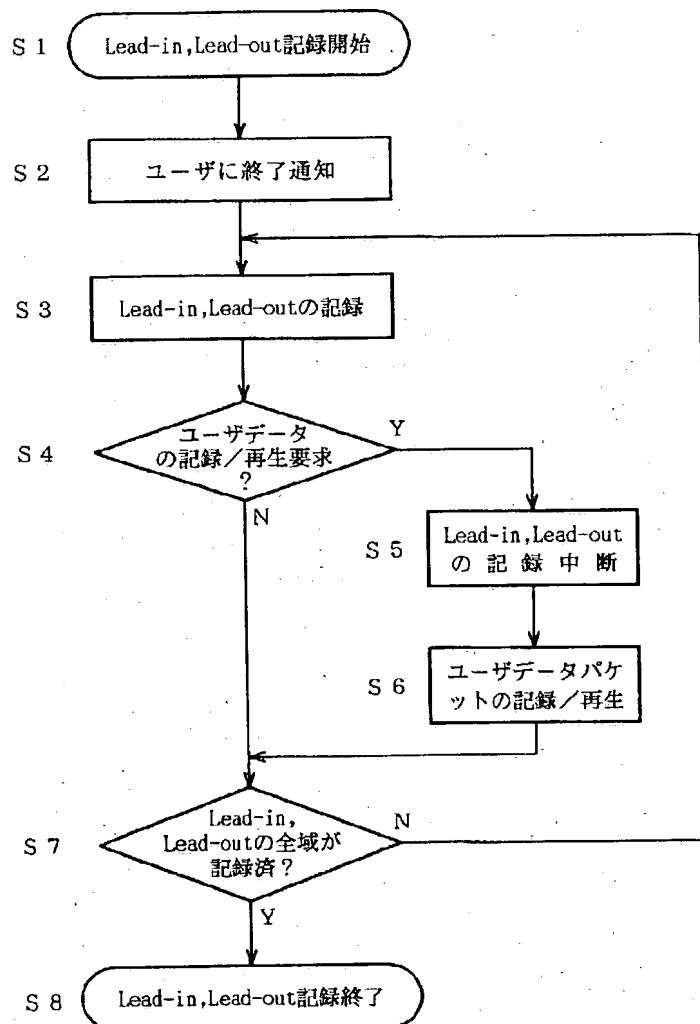 S 1
Lead-in,Lead-out記録開始
S 2
ユーザに終了通知
S 3
Lead-in,Lead-outの記録
S 4
ユーザデータ
の記録／再生要求
？
Y
N
S 5
Lead-in,Lead-out
の 記 録 中 断
S 6
ユーザデータパケ
ットの記録／再生
S 7
Lead-in,
Lead-outの全域が
記録済？
N
Y
S 8
Lead-in,Lead-out記録終了